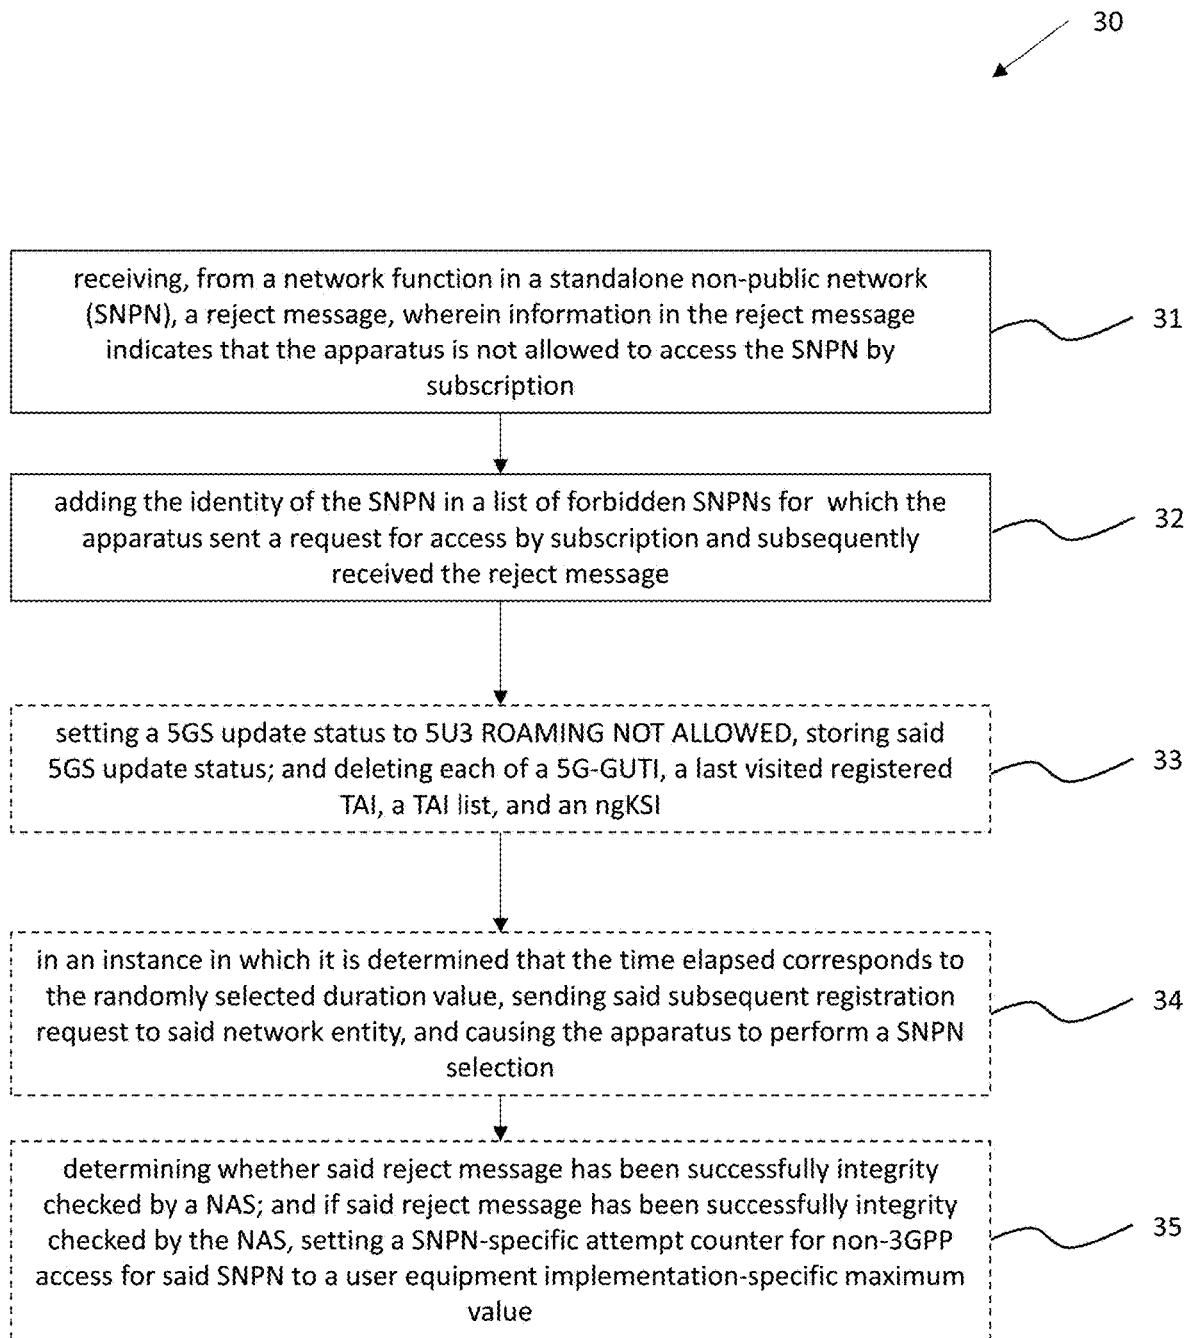 30
receiving, from a network function in a standalone non-public network
(SNPN), a reject message, wherein information in the reject message
indicates that the apparatus is not allowed to access the SNPN by
subscription
31
adding the identity of the SNPN in a list of forbidden SNPNs for which the
apparatus sent a request for access by subscription and subsequently
received the reject message
32
setting a 5GS update status to 5U3 ROAMING NOT ALLOWED, storing said
5GS update status; and deleting each of a 5G-GUTI, a last visited registered
TAI, a TAI list, and an ngKSI
33
in an instance in which it is determined that the time elapsed corresponds to
the randomly selected duration value, sending said subsequent registration
request to said network entity, and causing the apparatus to perform a SNPN
selection
34
determining whether said reject message has been successfully integrity
checked by a NAS; and if said reject message has been successfully integrity
checked by the NAS, setting a SNPN-specific attempt counter for non-3GPP
access for said SNPN to a user equipment implementation-specific maximum
value
35